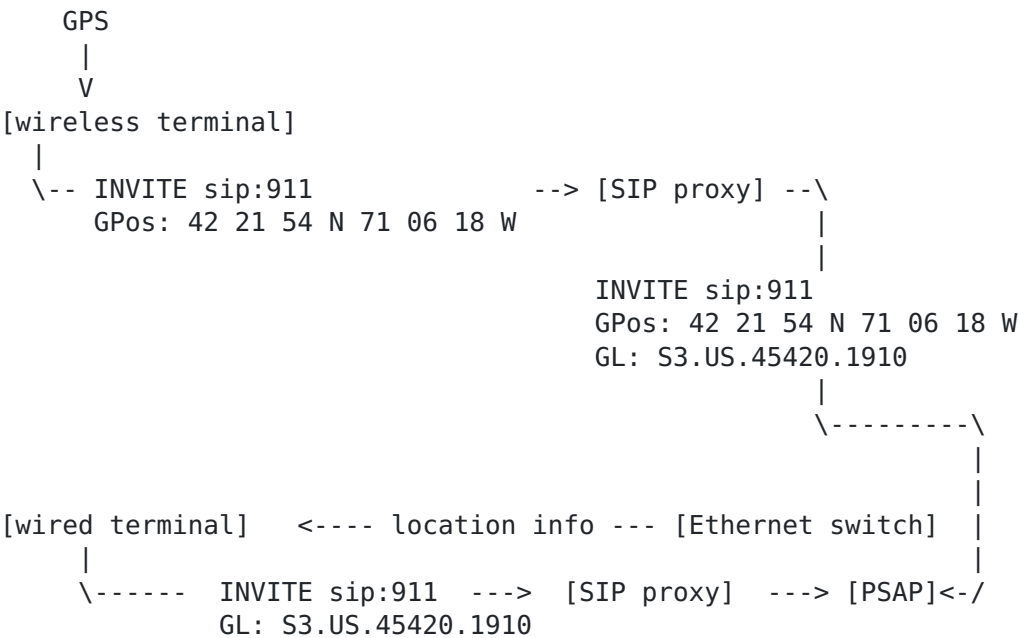 GPS
|
V
[wireless terminal]
|
\-- INVITE sip:911 --> [SIP proxy] --\
GPos: 42 21 54 N 71 06 18 W |
|
INVITE sip:911
GPos: 42 21 54 N 71 06 18 W
GL: S3.US.45420.1910
|
\---------\
|
|
[wired terminal] <---- location info --- [Ethernet switch] |
| |
\------ INVITE sip:911 ---> [SIP proxy] ---> [PSAP]<-/
GL: S3.US.45420.1910